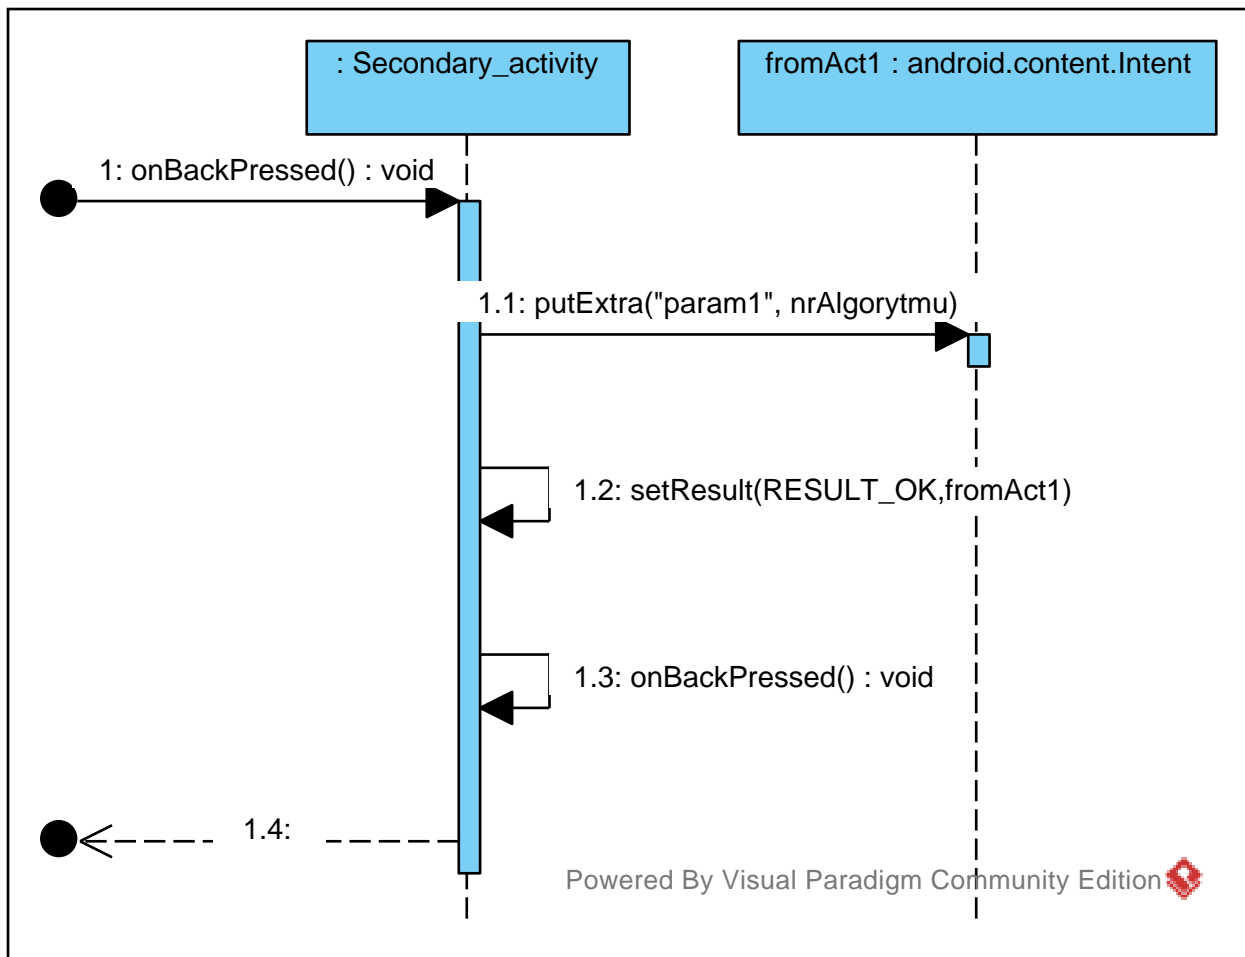 : Secondary_activity
fromAct1 : android.content.Intent
1: onBackPressed() : void
1.1: putExtra("param1", nrAlgorytmu)
1.2: setResult(RESULT_OK,fromAct1)
1.3: onBackPressed() : void
1.4:
Powered By Visual Paradigm Community Edition